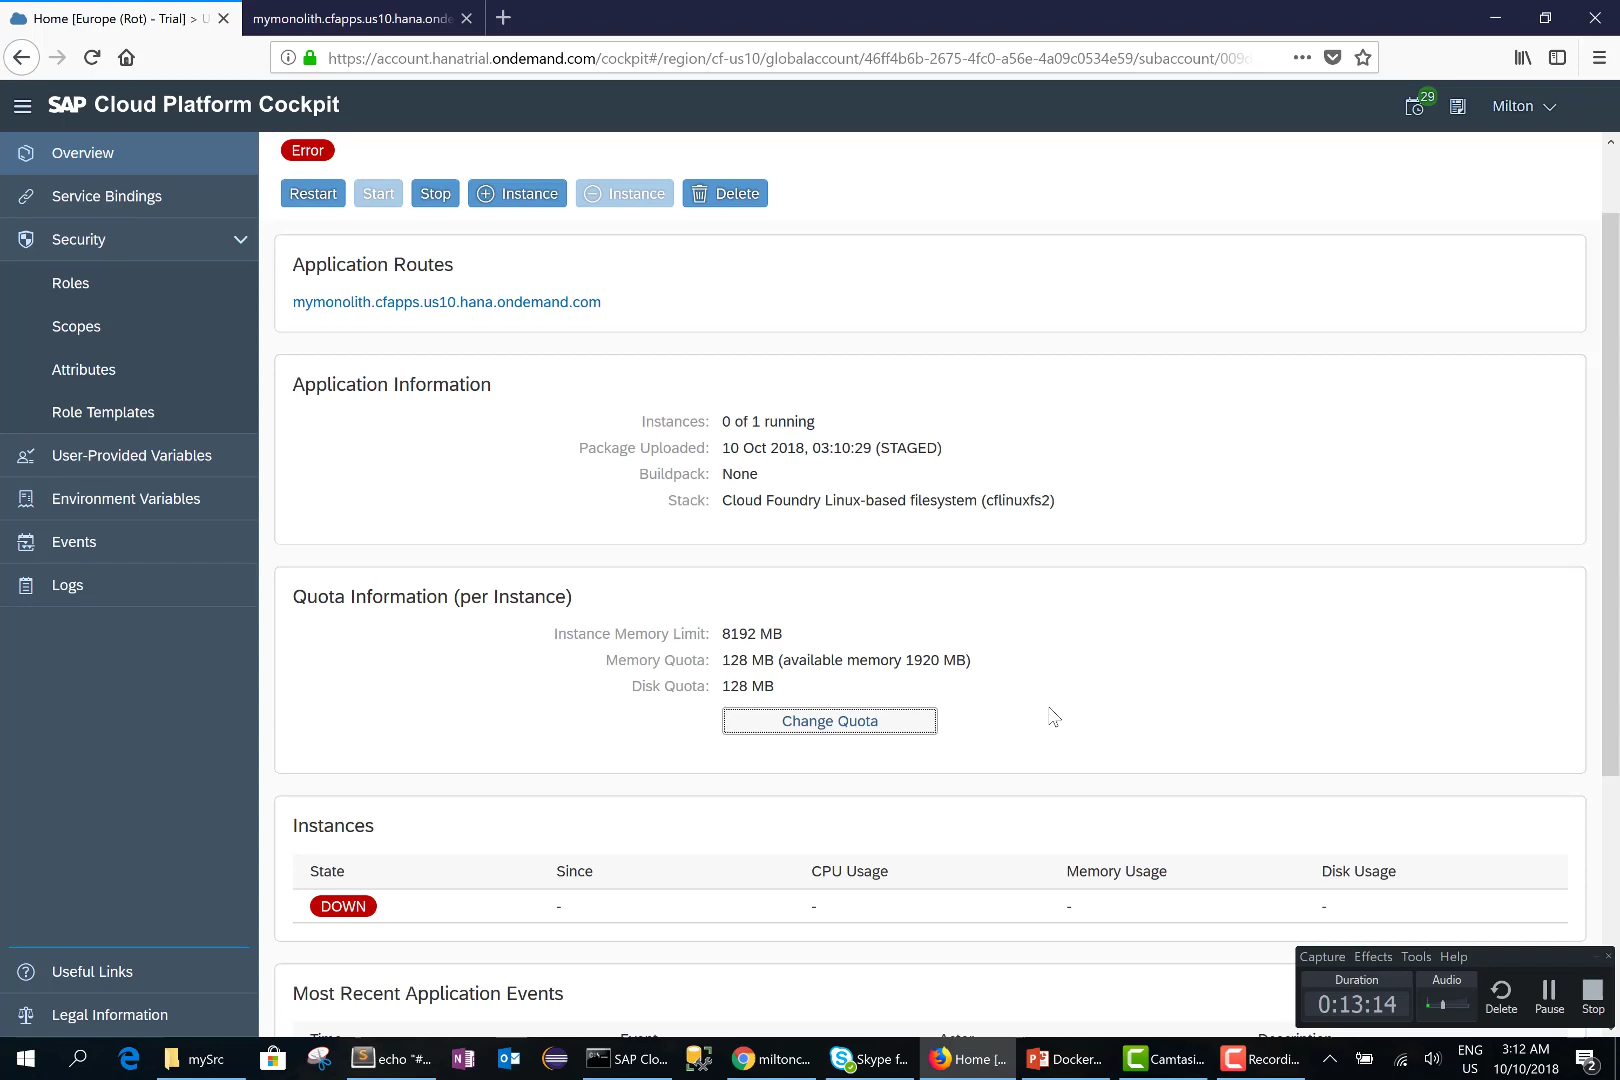 Home [Europe (Rot) - Trial] > U
mymonolith.cfapps.us10.hana.onde
https://account.hanatrial.ondemand.com/cockpit#/region/cf-us10/globalaccount/46ff4b6b-2675-4fc0-a56e-4a09c0534e59/subaccount/009d
SAP Cloud Platform Cockpit
29
Milton
Overview
Service Bindings
Security
Roles
Scopes
Attributes
Role Templates
User-Provided Variables
Environment Variables
Events
Logs
Useful Links
Legal Information
Error
Restart
Start
Stop
Instance
Instance
Delete
Application Routes
mymonolith.cfapps.us10.hana.ondemand.com
Application Information
Instances: 0 of 1 running
Package Uploaded: 10 Oct 2018, 03:10:29 (STAGED)
Buildpack: None
Stack: Cloud Foundry Linux-based filesystem (cflinuxfs2)
Quota Information (per Instance)
Instance Memory Limit: 8192 MB
Memory Quota: 128 MB (available memory 1920 MB)
Disk Quota: 128 MB
Change Quota
Instances
State Since CPU Usage Memory Usage Disk Usage
DOWN - - - -
Most Recent Application Events
Capture Effects Tools Help
Duration
Audio
0:13:14
Delete
Pause
Stop
mySrc
echo "#...
SAP Clo...
miltonc...
Skype f...
Home [...
Docker...
Camtasi...
Recordi...
ENG
US
3:12 AM
10/10/2018
2